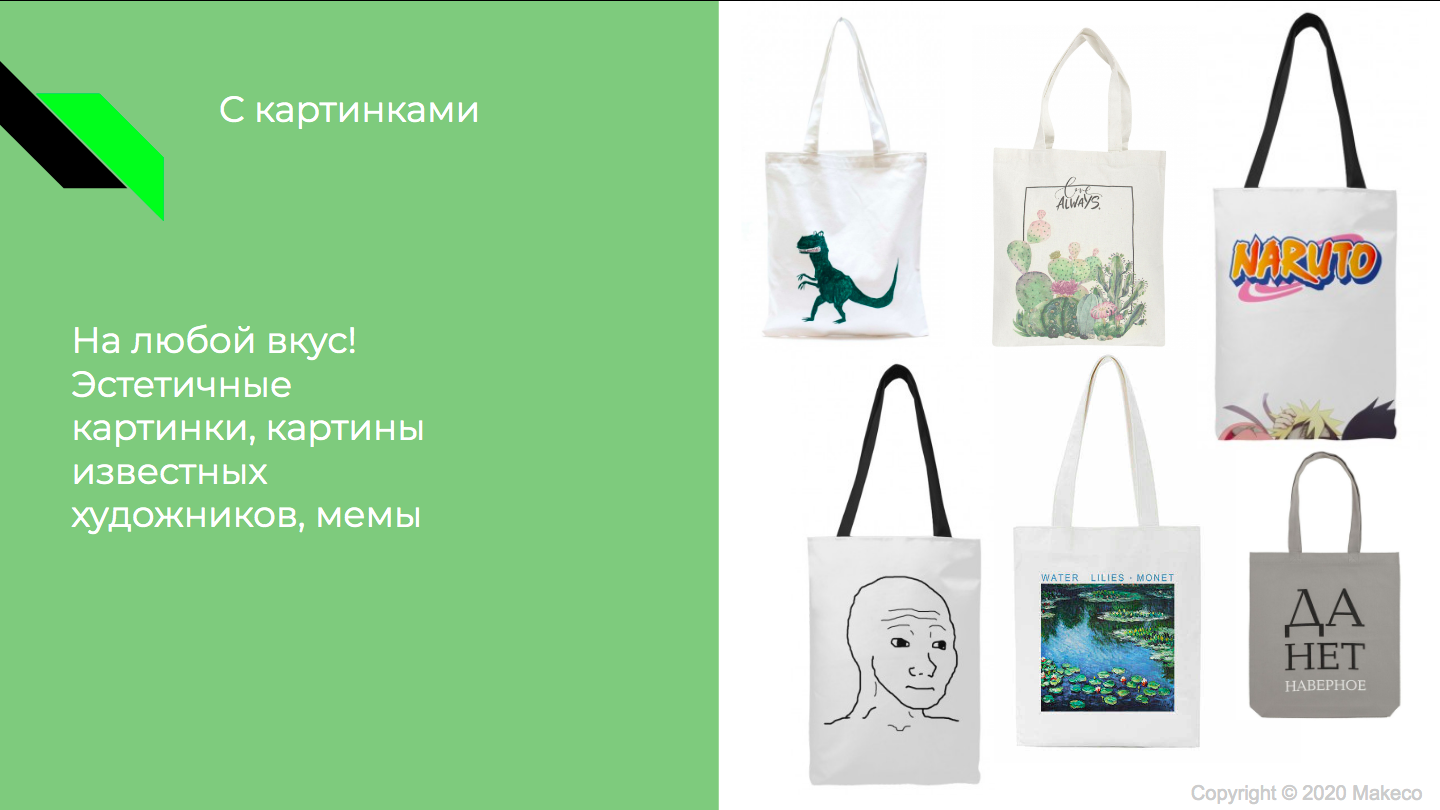 С картинками
На любой вкус!
Эстетичные
картинки, картины
известных
художников, мемы
Love
ALWAYS.
NARUTO
WATER LILIES · MONET
ДА
НЕТ
НАВЕРНОЕ
Copyright © 2020 Makeco